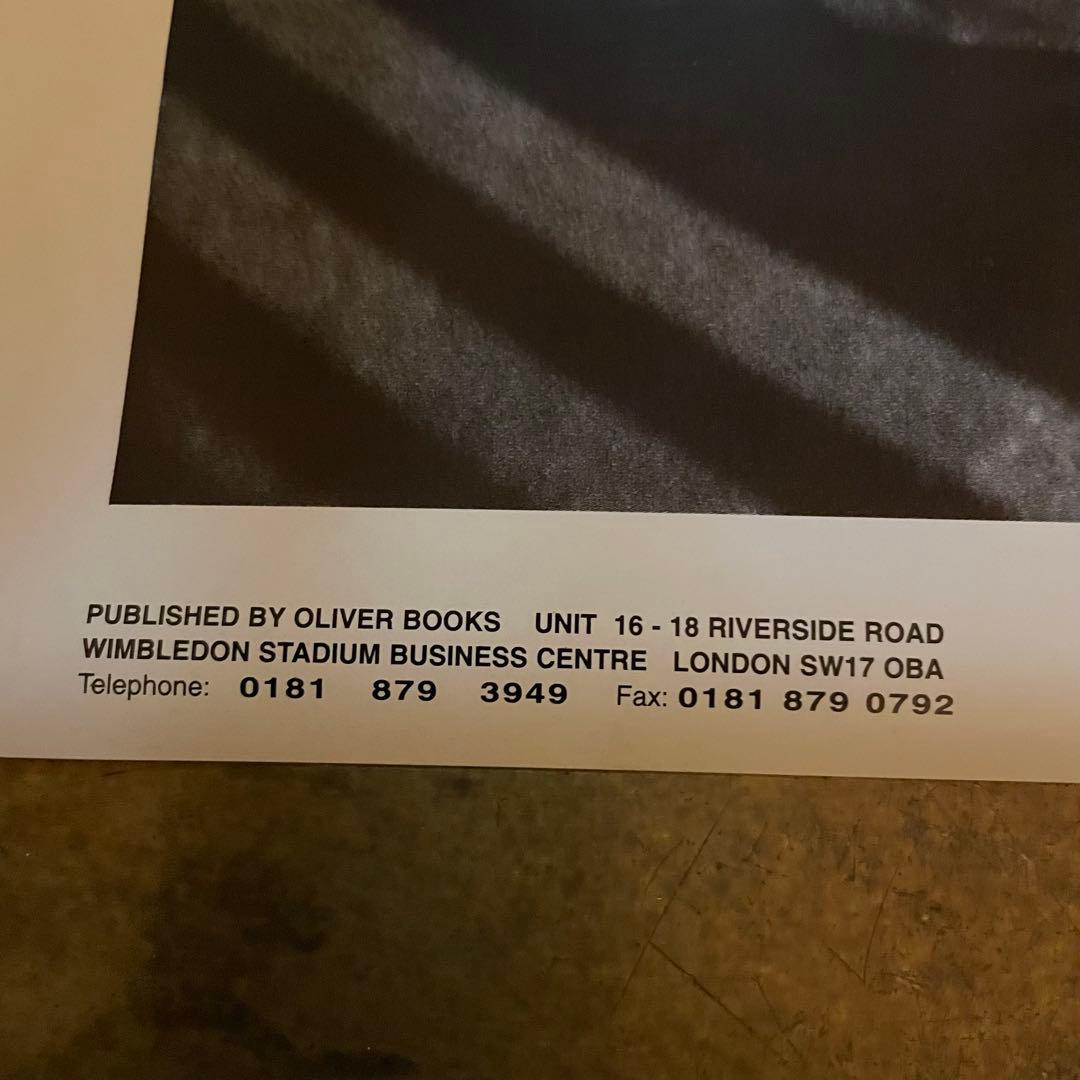 PUBLISHED BY OLIVER BOOKS UNIT 16 - 18 RIVERSIDE ROAD
WIMBLEDON STADIUM BUSINESS CENTRE LONDON SW17 OBA
Telephone: 0181 879 3949 Fax: 0181 879 0792